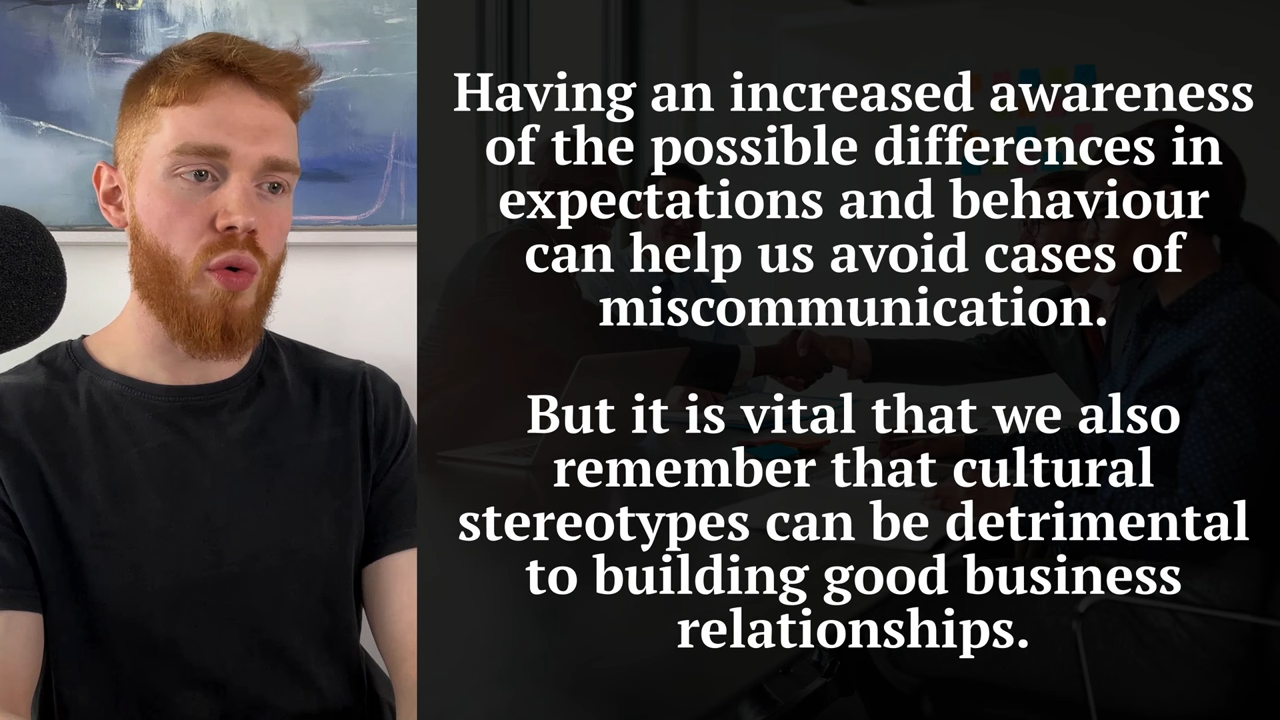 Having an increased awareness
of the possible differences in
expectations and behaviour
can help us avoid cases of
miscommunication.
But it is vital that we also
remember that cultural
stereotypes can be detrimental
to building good business
relationships.